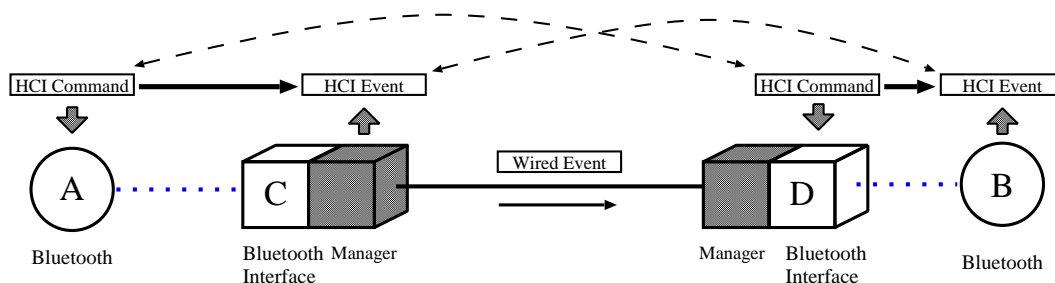 HCI Command
HCI Event
HCI Command
HCI Event
Wired Event
A
C
D
B
Bluetooth
Bluetooth
Interface
Manager
Manager
Bluetooth
Interface
Bluetooth